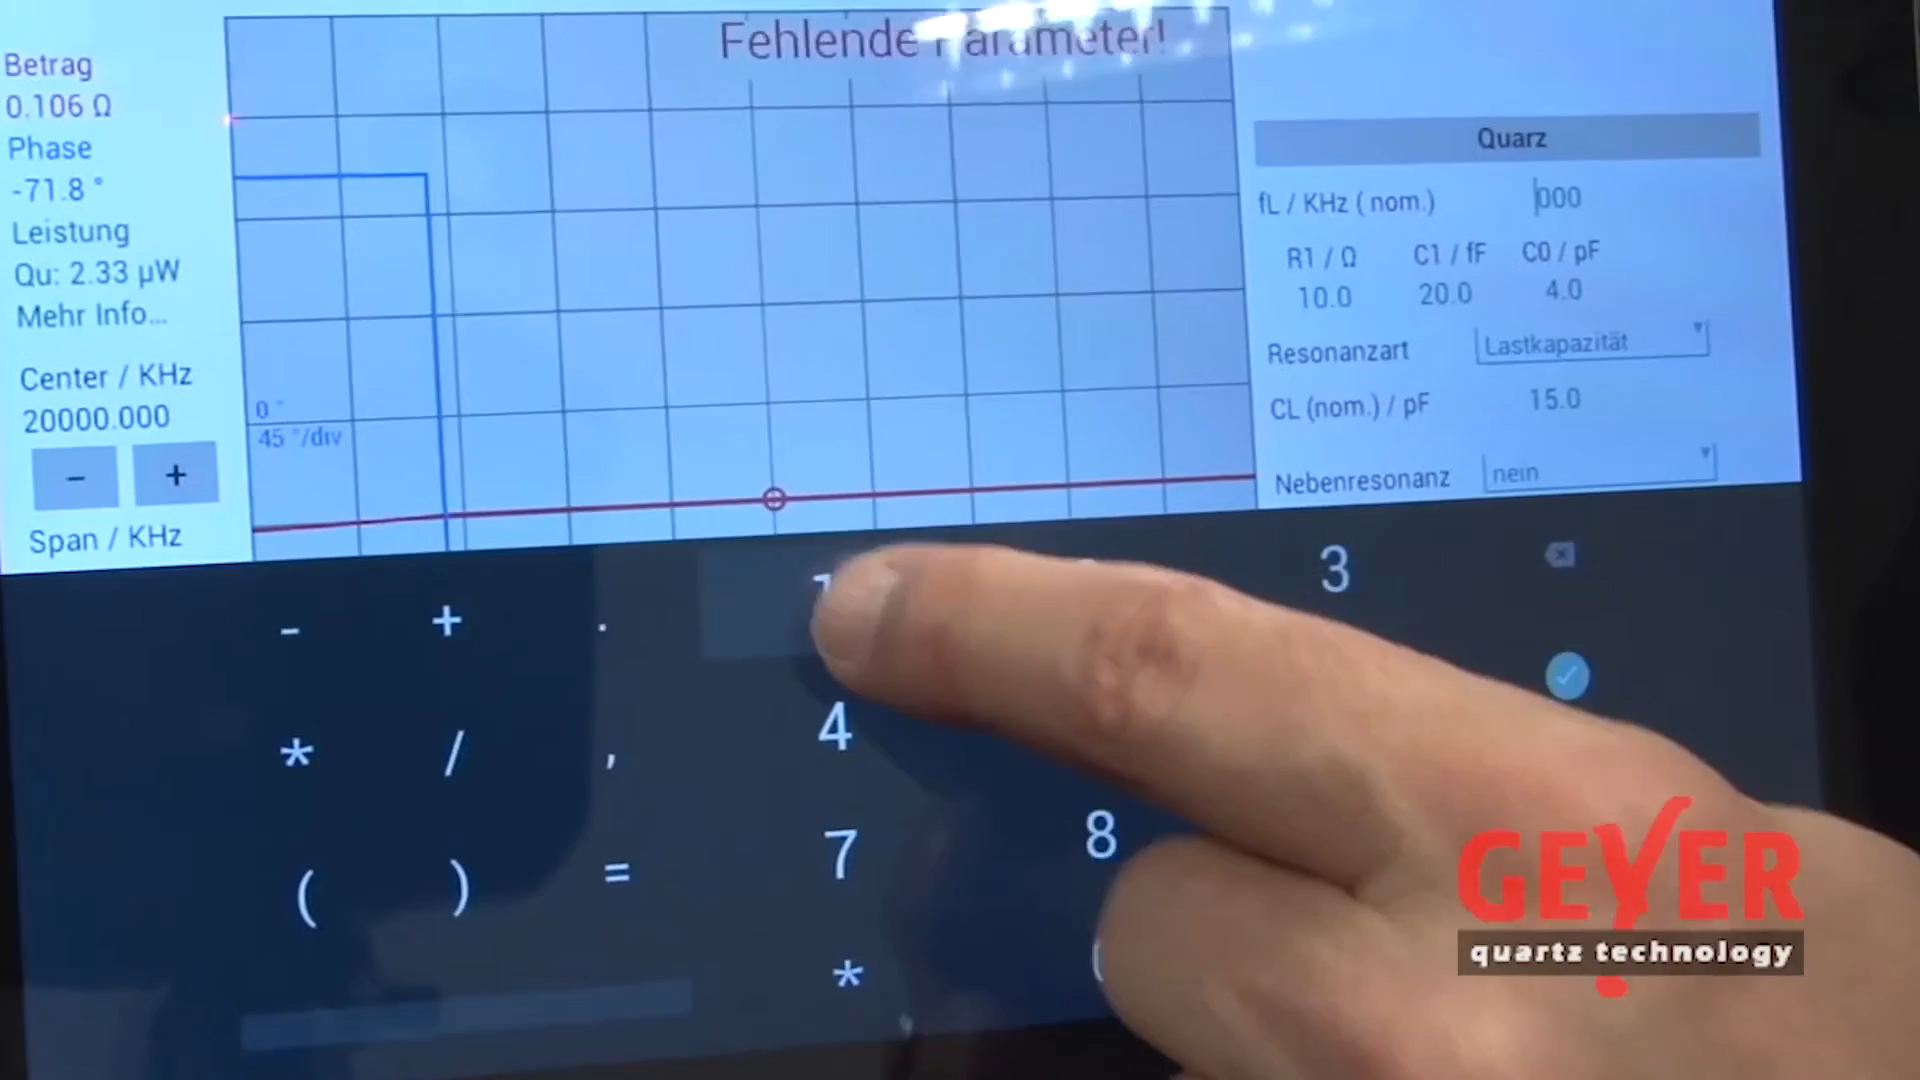 Fehlende Parameter!
Betrag
0.106 Ω
Phase
-71.8 °
Leistung
Qu: 2.33 µW
Mehr Info...
Center / KHz
20000.000
- +
Span / KHz
0 °
45 °/div
Quarz
fL / KHz ( nom.) 000
R1 / Ω C1 / fF C0 / pF
10.0 20.0 4.0
Resonanzart Lastkapazität
CL (nom.) / pF 15.0
Nebenresonanz nein
- + . 3
* / , 4
( ) = 7 8
*
GEYER
quartz technology